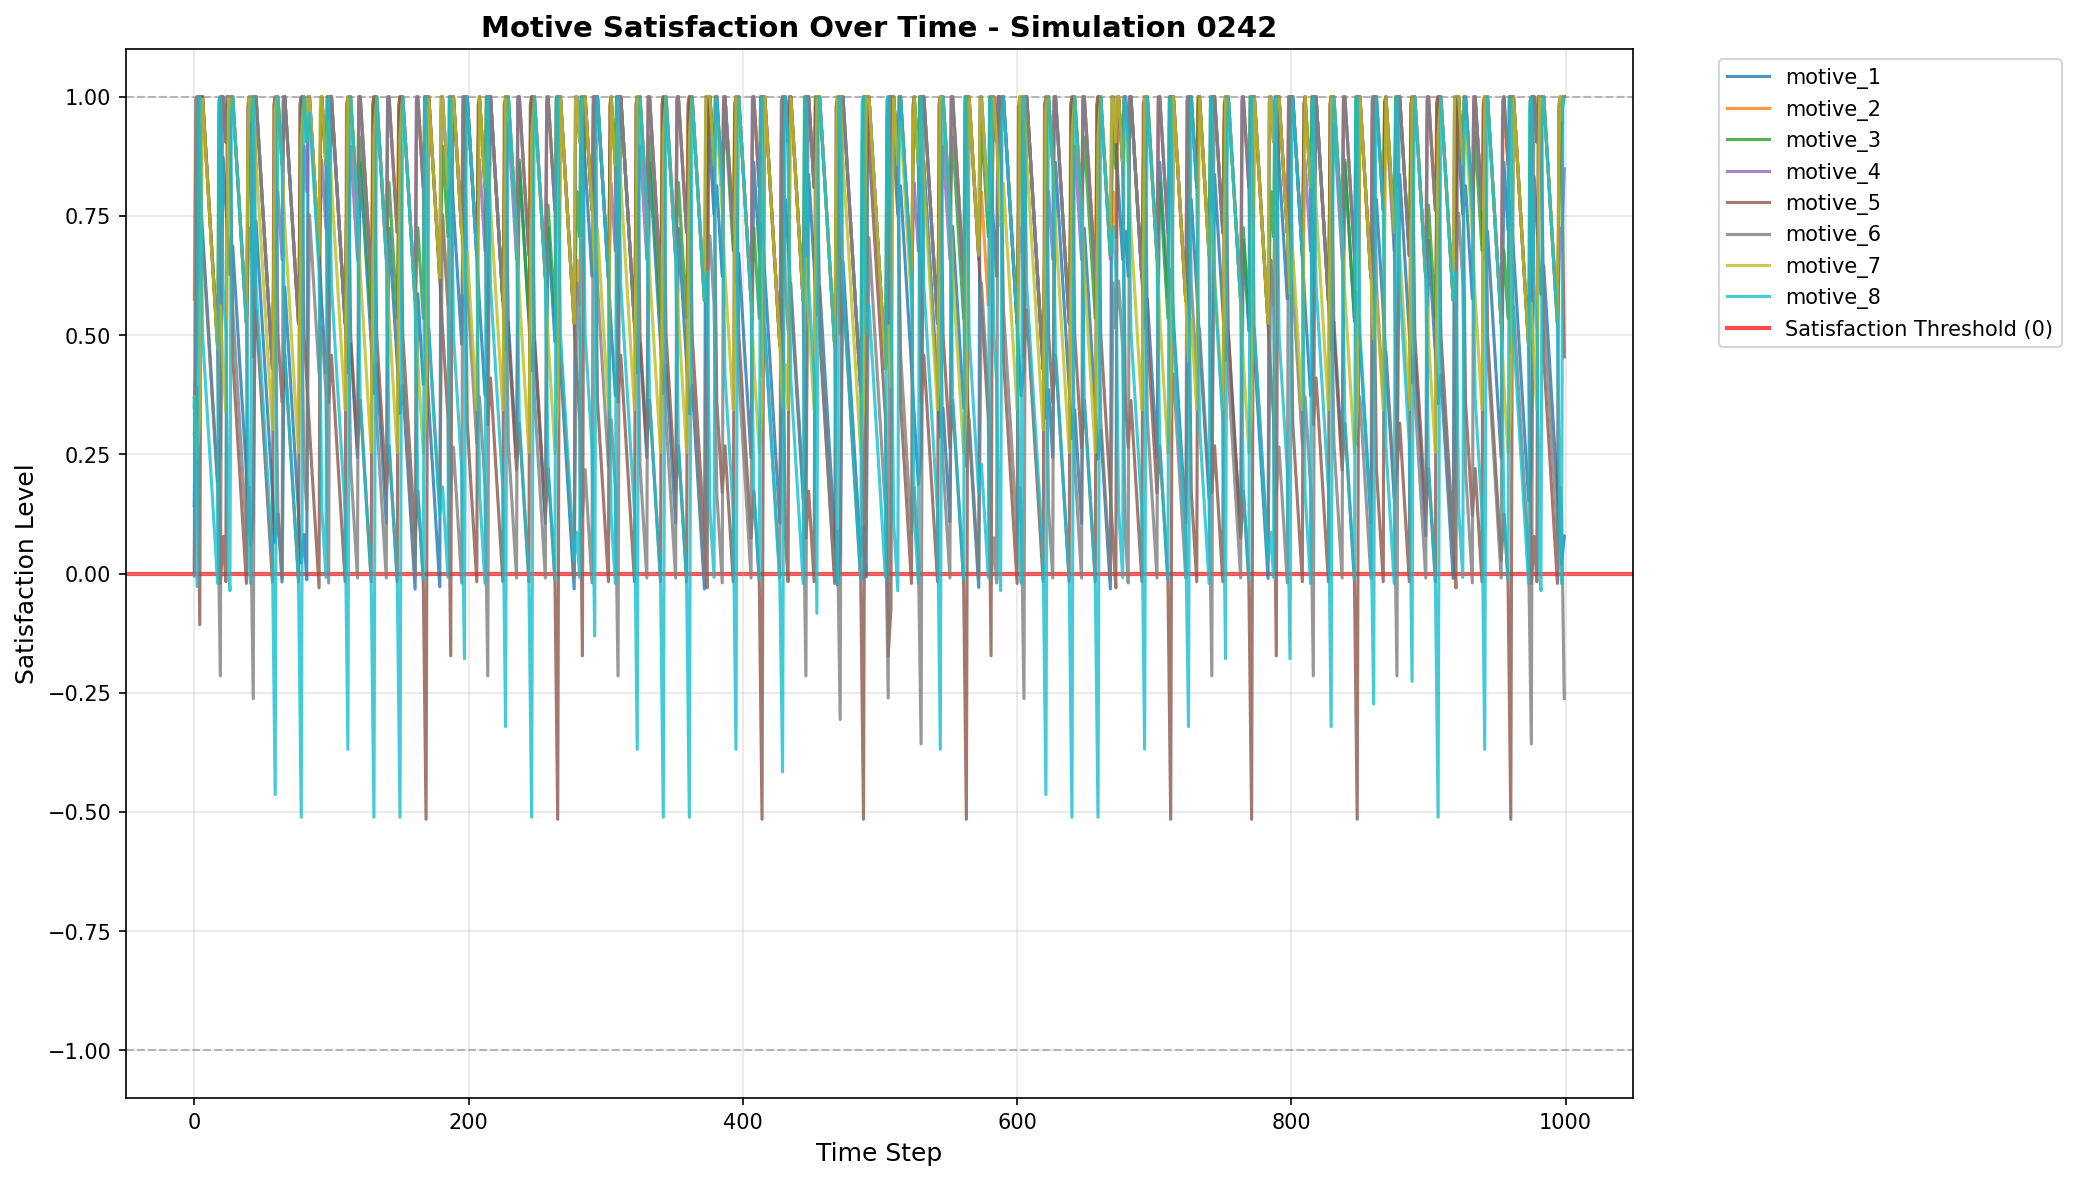 Motive Satisfaction Over Time - Simulation 0242
1.00
0.75
0.50
0.25
0.00
−0.25
−0.50
−0.75
−1.00
Satisfaction Level
0
200
400
600
800
1000
Time Step
motive_1
motive_2
motive_3
motive_4
motive_5
motive_6
motive_7
motive_8
Satisfaction Threshold (0)